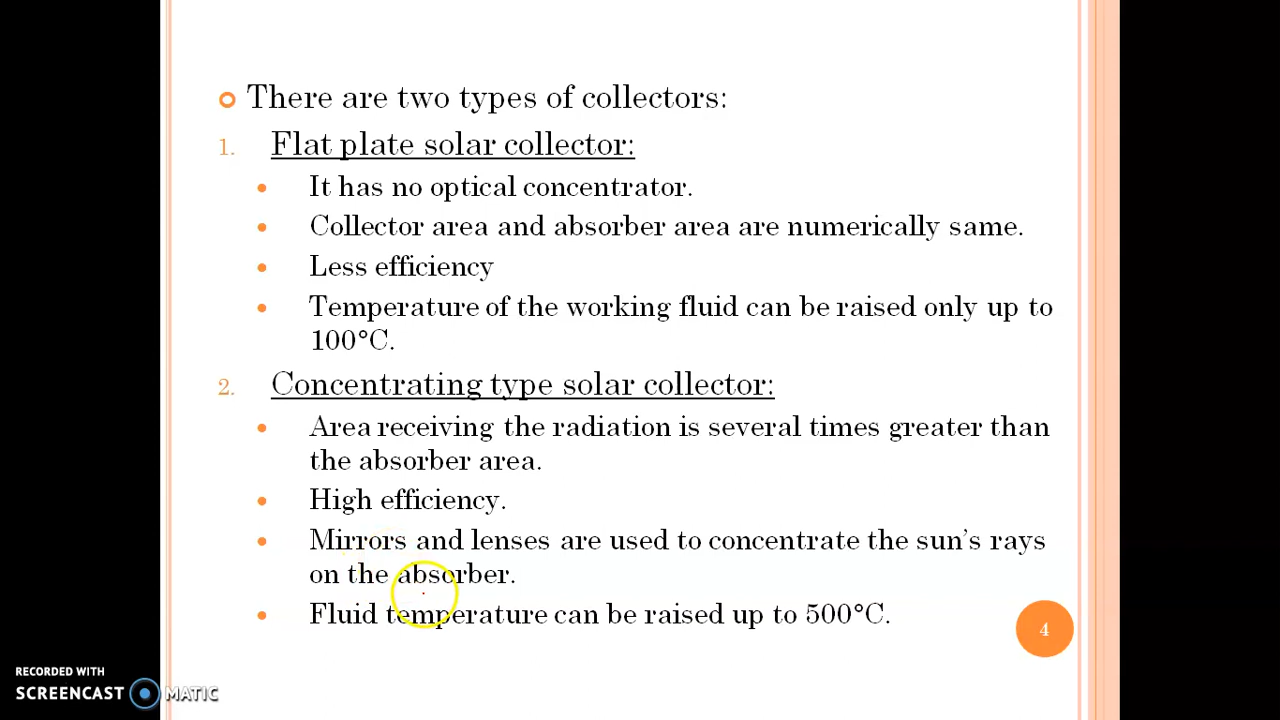 There are two types of collectors:
1. Flat plate solar collector:
It has no optical concentrator.
Collector area and absorber area are numerically same.
Less efficiency
Temperature of the working fluid can be raised only up to
100°C.
2. Concentrating type solar collector:
Area receiving the radiation is several times greater than
the absorber area.
High efficiency.
Mirrors and lenses are used to concentrate the sun’s rays
on the absorber.
Fluid temperature can be raised up to 500°C.
4
RECORDED WITH
SCREENCAST MATIC